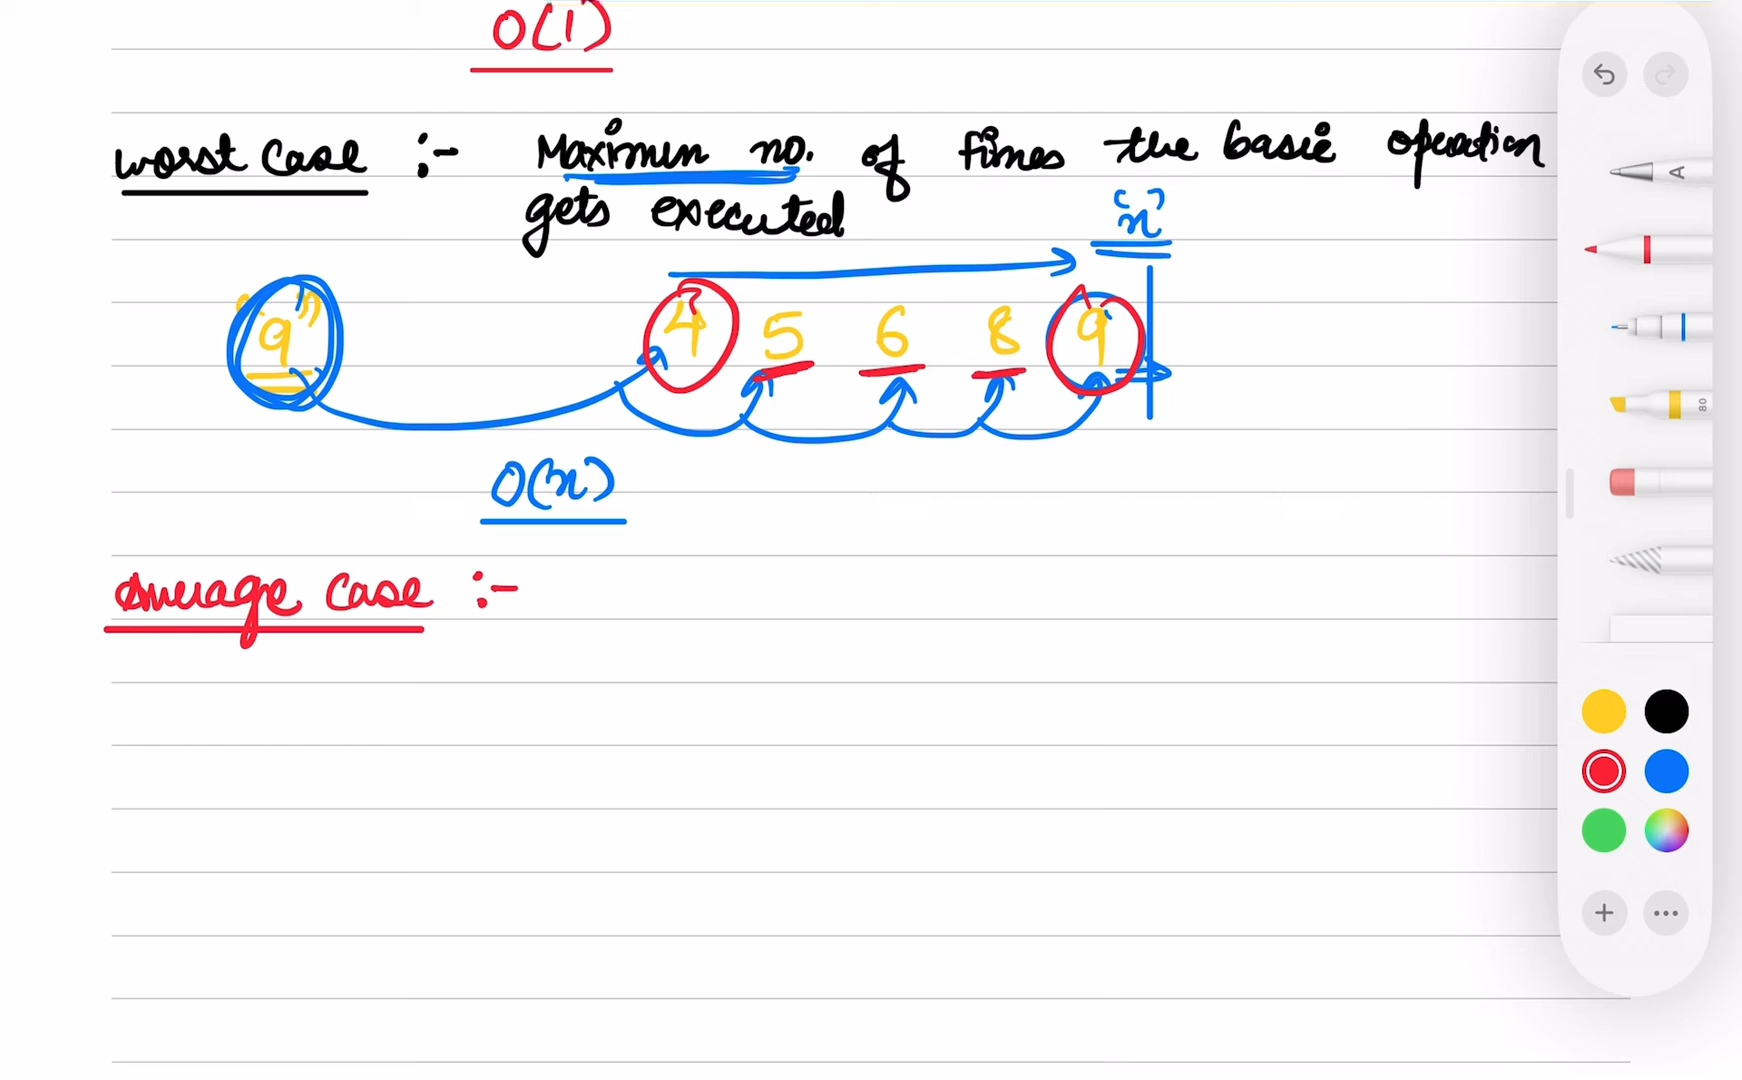 O(1)
worst case :- Maximum no. of times the basic operation
gets executed
"n"
"9" 4 5 6 8 9
O(n)
Average case :-
A
80